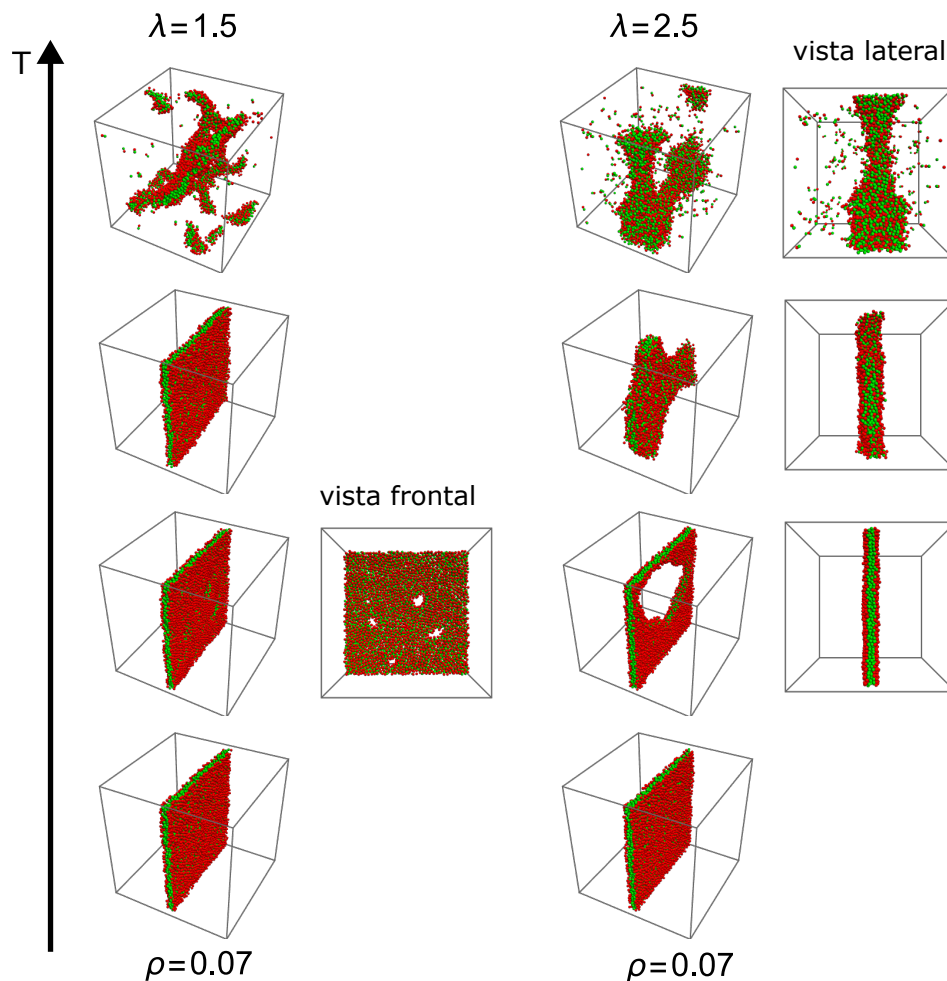 λ=1.5
λ=2.5
T
vista lateral
vista frontal
ρ=0.07
ρ=0.07